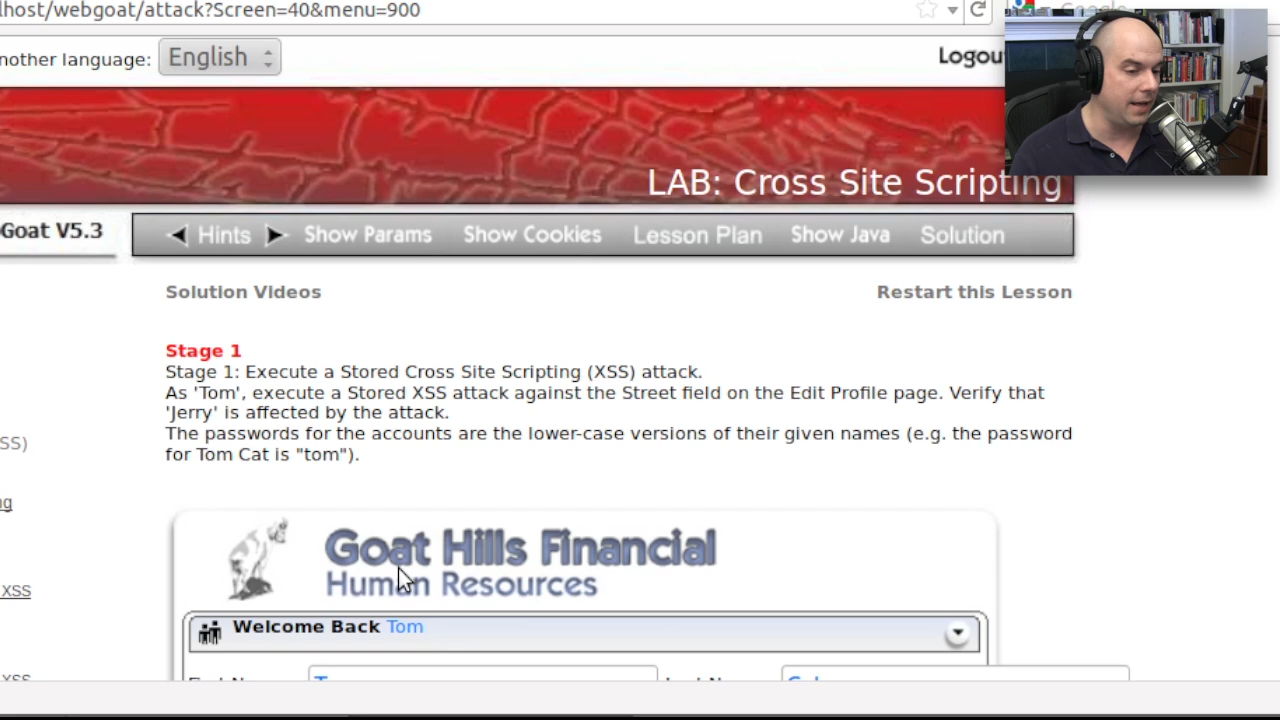 lhost/webgoat/attack?Screen=40&menu=900
nother language: English
Logou
LAB: Cross Site Scripting
Goat V5.3
Hints Show Params Show Cookies Lesson Plan Show Java Solution
Solution Videos Restart this Lesson
Stage 1
Stage 1: Execute a Stored Cross Site Scripting (XSS) attack.
As 'Tom', execute a Stored XSS attack against the Street field on the Edit Profile page. Verify that
'Jerry' is affected by the attack.
The passwords for the accounts are the lower-case versions of their given names (e.g. the password
for Tom Cat is "tom").
SS)
ng
XSS
Goat Hills Financial
Human Resources
Welcome Back Tom